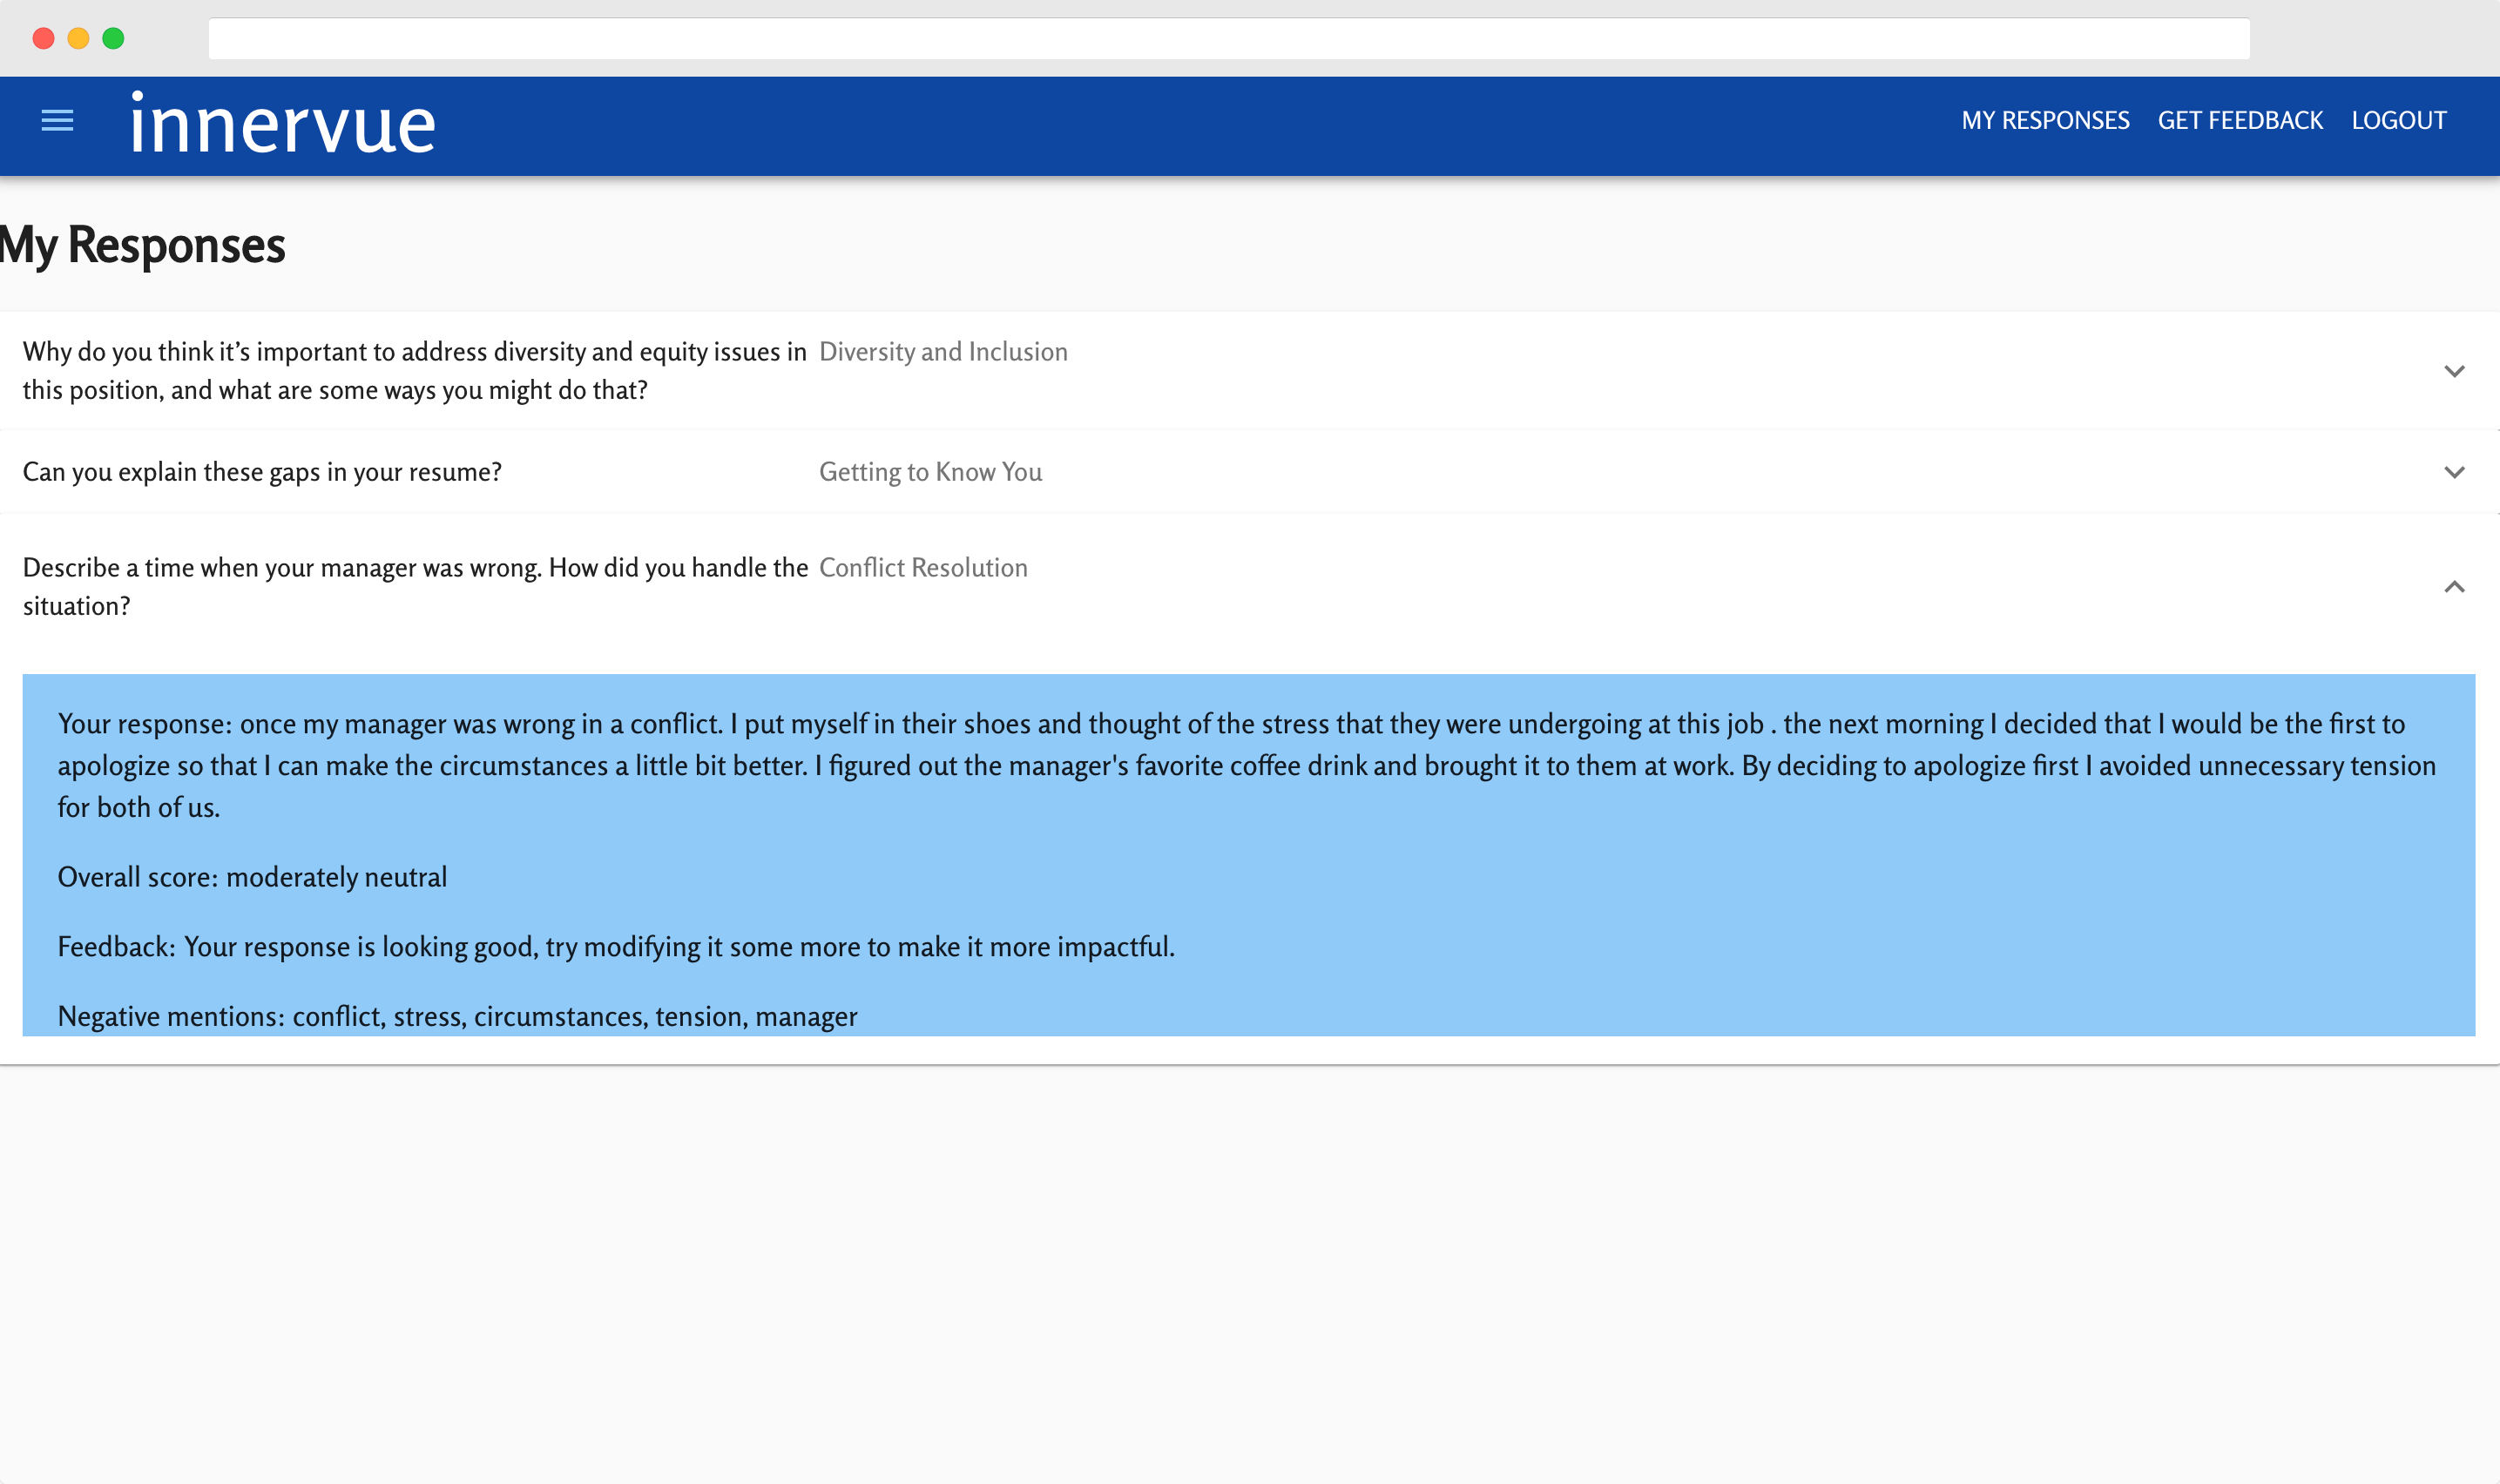 innervue
MY RESPONSES
GET FEEDBACK
LOGOUT
My Responses
Why do you think it’s important to address diversity and equity issues in
this position, and what are some ways you might do that?
Diversity and Inclusion
Can you explain these gaps in your resume?
Getting to Know You
Describe a time when your manager was wrong. How did you handle the
situation?
Conflict Resolution
Your response: once my manager was wrong in a conflict. I put myself in their shoes and thought of the stress that they were undergoing at this job . the next morning I decided that I would be the first to
apologize so that I can make the circumstances a little bit better. I figured out the manager's favorite coffee drink and brought it to them at work. By deciding to apologize first I avoided unnecessary tension
for both of us.
Overall score: moderately neutral
Feedback: Your response is looking good, try modifying it some more to make it more impactful.
Negative mentions: conflict, stress, circumstances, tension, manager